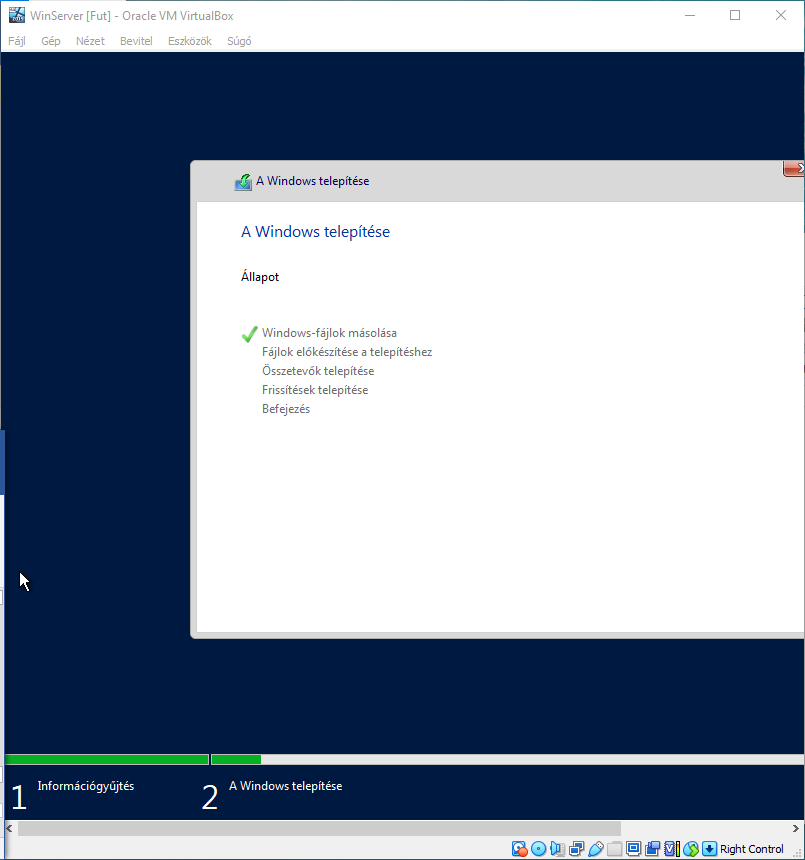 WinServer [Fut] - Oracle VM VirtualBox
Fájl Gép Nézet Bevitel Eszközök Súgó
A Windows telepítése
A Windows telepítése
Állapot
Windows-fájlok másolása
Fájlok előkészítése a telepítéshez
Összetevők telepítése
Frissítések telepítése
Befejezés
1 Információgyűjtés 2 A Windows telepítése
Right Control